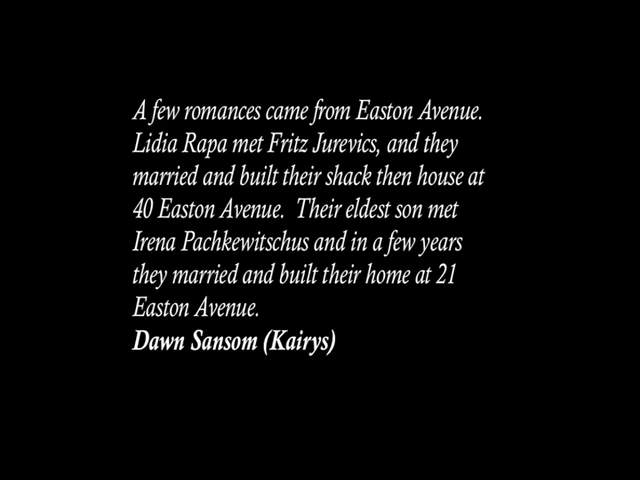 A few romances came from Easton Avenue.
Lidia Rapa met Fritz Jurevics, and they
married and built their shack then house at
40 Easton Avenue.  Their eldest son met
Irena Pachkewitschus and in a few years
they married and built their home at 21
Easton Avenue.
Dawn Sansom (Kairys)